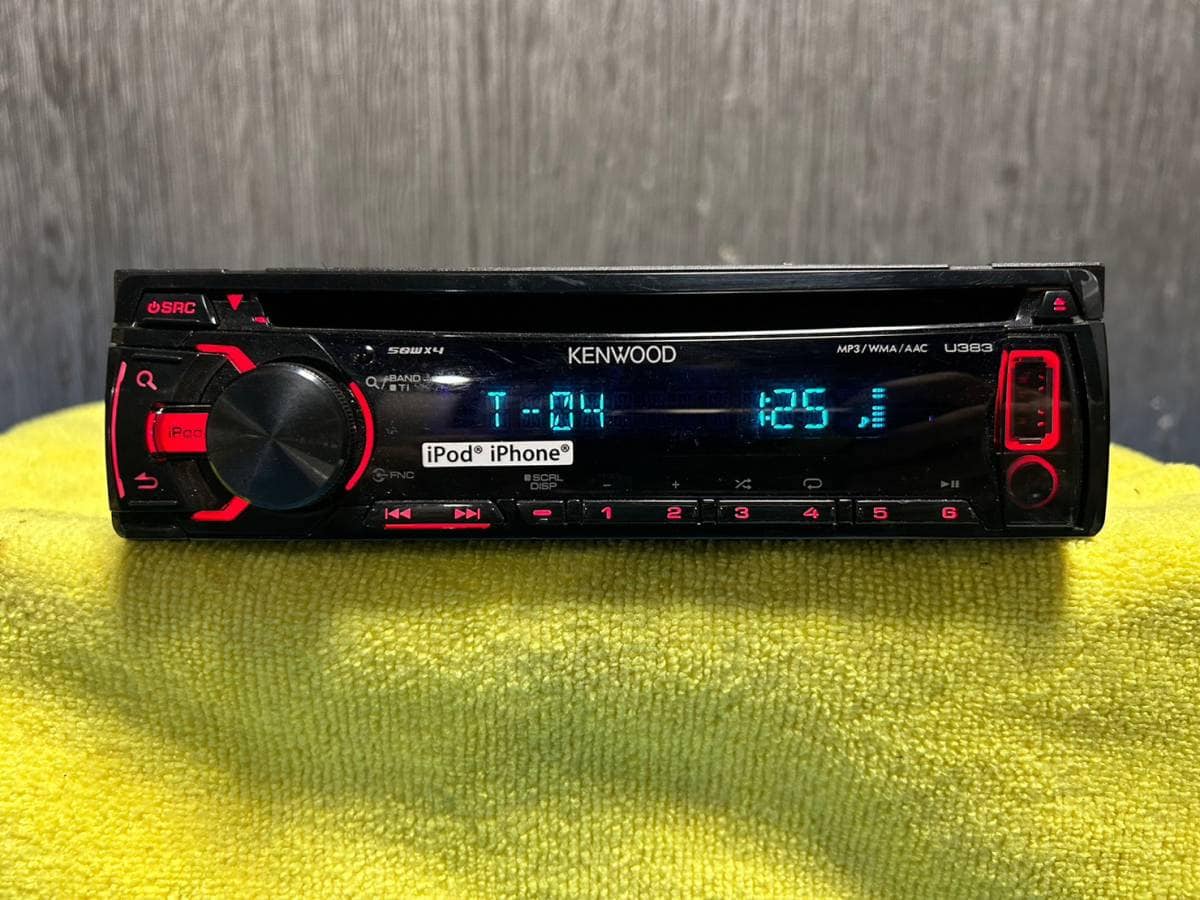 SRC
50W×4
KENWOOD
MP3/WMA/AAC U383
/BAND
TI
iPod
T-04 1:25
iPod® iPhone®
FNC
SCRL
DISP
- +
1 2 3 4 5 6